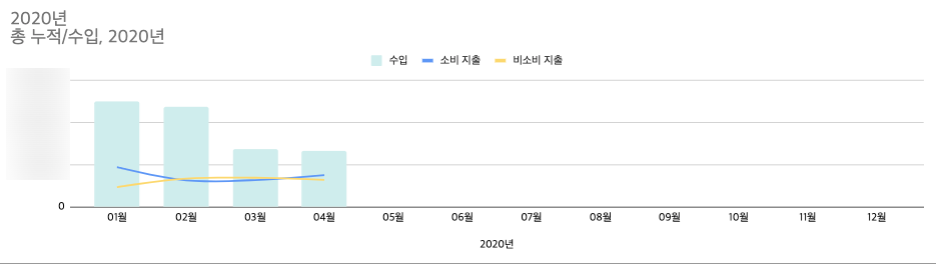 2020년
총 누적/수입, 2020년
수입 소비 지출 비소비 지출
0
01월 02월 03월 04월 05월 06월 07월 08월 09월 10월 11월 12월
2020년